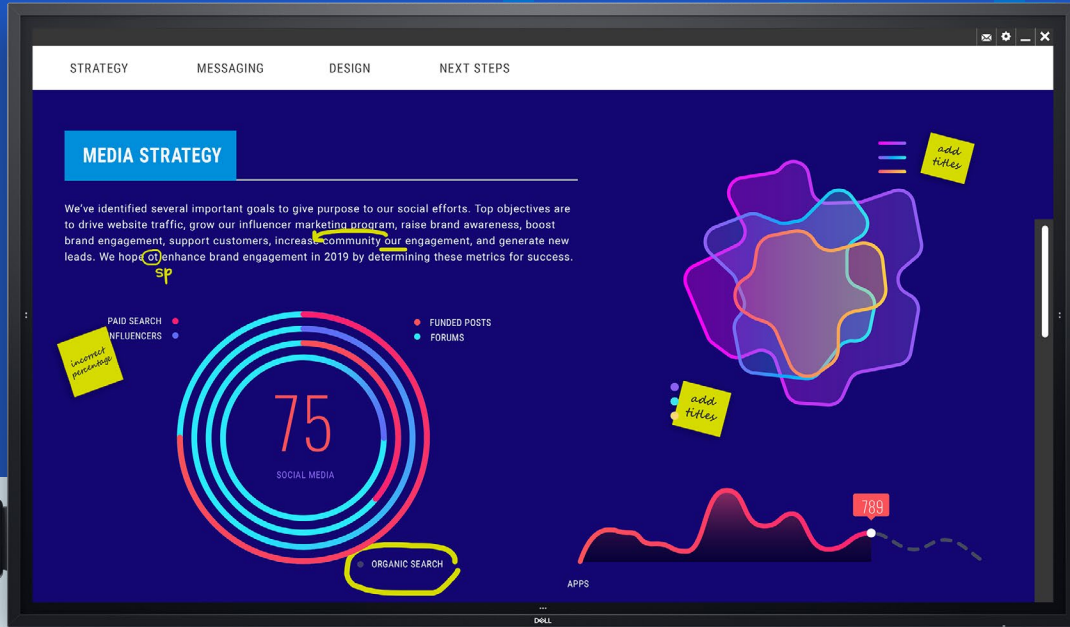 STRATEGY MESSAGING DESIGN NEXT STEPS
MEDIA STRATEGY
We've identified several important goals to give purpose to our social efforts. Top objectives are
to drive website traffic, grow our influencer marketing program, raise brand awareness, boost
brand engagement, support customers, increase community our engagement, and generate new
leads. We hope ot enhance brand engagement in 2019 by determining these metrics for success.
sp
add
titles
PAID SEARCH
NFLUENCERS
incorrect
percentage
FUNDED POSTS
FORUMS
75
SOCIAL MEDIA
ORGANIC SEARCH
add
titles
789
APPS
DELL